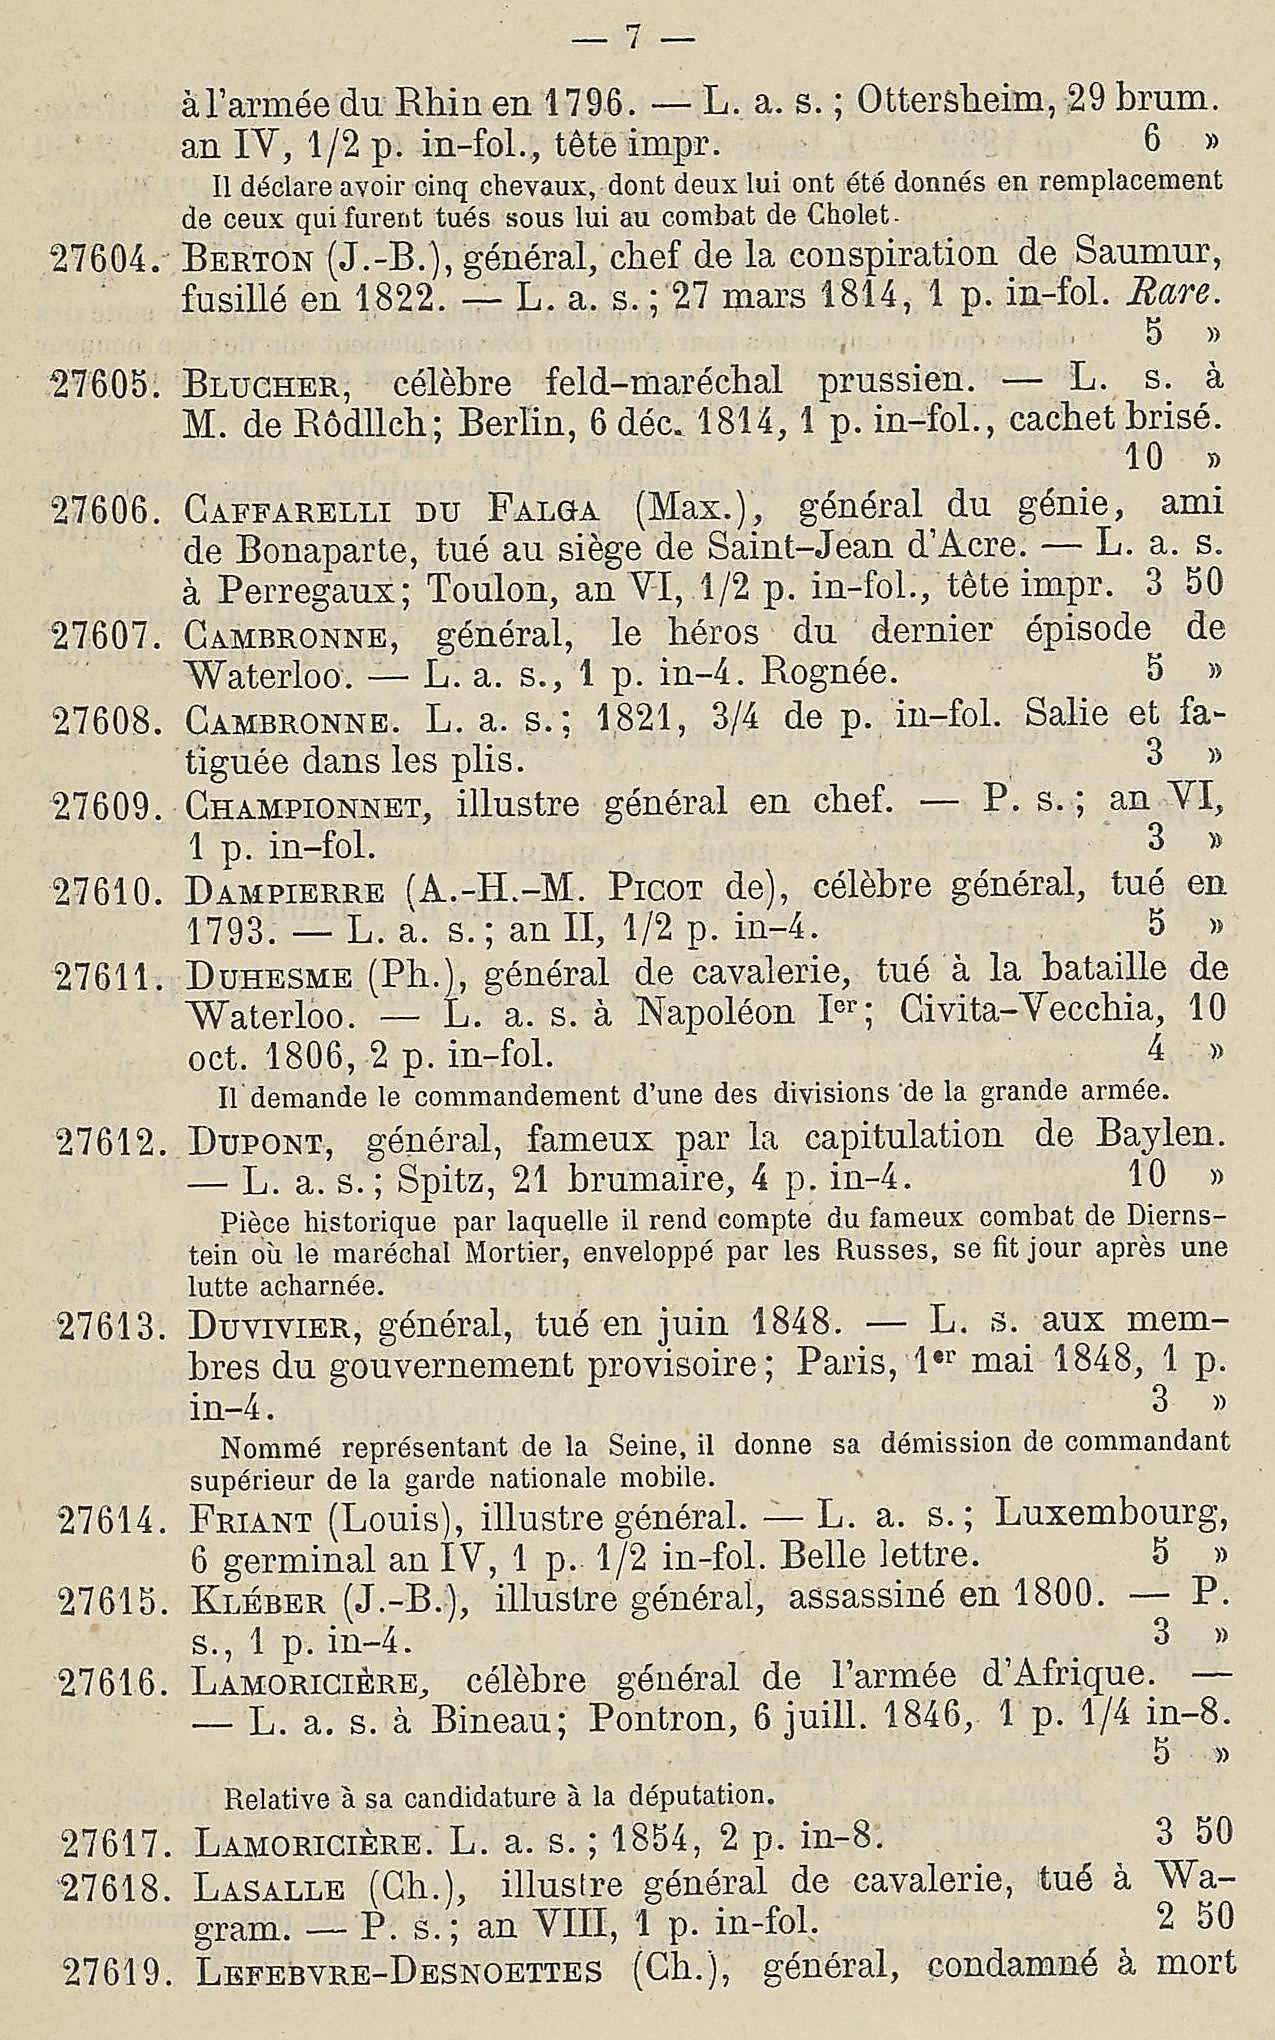 — 7 —
à l'armée du Rhin en 1796. — L. a. s. ; Ottersheim, 29 brum.
an IV, 1/2 p. in-fol., tête impr. 6 »
Il déclare avoir cinq chevaux, dont deux lui ont été donnés en remplacement
de ceux qui furent tués sous lui au combat de Cholet.
27604. BERTON (J.-B.), général, chef de la conspiration de Saumur,
fusillé en 1822. — L. a. s. ; 27 mars 1814, 1 p. in-fol. Rare.
5 »
27605. BLUCHER, célèbre feld-maréchal prussien. — L. s. à
M. de Rôdllch; Berlin, 6 déc. 1814, 1 p. in-fol., cachet brisé.
10 »
27606. CAFFARELLI DU FALGA (Max.), général du génie, ami
de Bonaparte, tué au siège de Saint-Jean d'Acre. — L. a. s.
à Perregaux; Toulon, an VI, 1/2 p. in-fol., tête impr. 3 50
27607. CAMBRONNE, général, le héros du dernier épisode de
Waterloo. — L. a. s., 1 p. in-4. Rognée. 5 »
27608. CAMBRONNE. L. a. s. ; 1821, 3/4 de p. in-fol. Salie et fa-
tiguée dans les plis. 3 »
27609. CHAMPIONNET, illustre général en chef. — P. s. ; an VI,
1 p. in-fol. 3 »
27610. DAMPIERRE (A.-H.-M. PICOT de), célèbre général, tué en
1793. — L. a. s. ; an II, 1/2 p. in-4. 5 »
27611. DUHESME (Ph.), général de cavalerie, tué à la bataille de
Waterloo. — L. a. s. à Napoléon Ier; Civita-Vecchia, 10
oct. 1806, 2 p. in-fol. 4 »
Il demande le commandement d'une des divisions de la grande armée.
27612. DUPONT, général, fameux par la capitulation de Baylen.
— L. a. s. ; Spitz, 21 brumaire, 4 p. in-4. 10 »
Pièce historique par laquelle il rend compte du fameux combat de Dierns-
tein où le maréchal Mortier, enveloppé par les Russes, se fit jour après une
lutte acharnée.
27613. DUVIVIER, général, tué en juin 1848. — L. s. aux mem-
bres du gouvernement provisoire; Paris, 1er mai 1848, 1 p.
in-4. 3 »
Nommé représentant de la Seine, il donne sa démission de commandant
supérieur de la garde nationale mobile.
27614. FRIANT (Louis), illustre général. — L. a. s. ; Luxembourg,
6 germinal an IV, 1 p. 1/2 in-fol. Belle lettre. 5 »
27615. KLÉBER (J.-B.), illustre général, assassiné en 1800. — P.
s., 1 p. in-4. 3 »
27616. LAMORICIÈRE, célèbre général de l'armée d'Afrique. —
— L. a. s. à Bineau; Pontron, 6 juill. 1846, 1 p. 1/4 in-8.
5 »
Relative à sa candidature à la députation.
27617. LAMORICIÈRE. L. a. s. ; 1854, 2 p. in-8. 3 50
27618. LASALLE (Ch.), illustre général de cavalerie, tué à Wa-
gram. — P. s. ; an VIII, 1 p. in-fol. 2 50
27619. LEFEBVRE-DESNOETTES (Ch.), général, condamné à mort